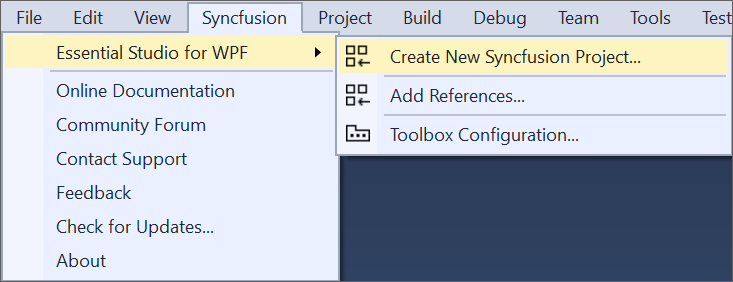 File Edit View Syncfusion Project Build Debug Team Tools Test
Essential Studio for WPF
Create New Syncfusion Project...
Online Documentation
Add References...
Community Forum
Toolbox Configuration...
Contact Support
Feedback
Check for Updates...
About